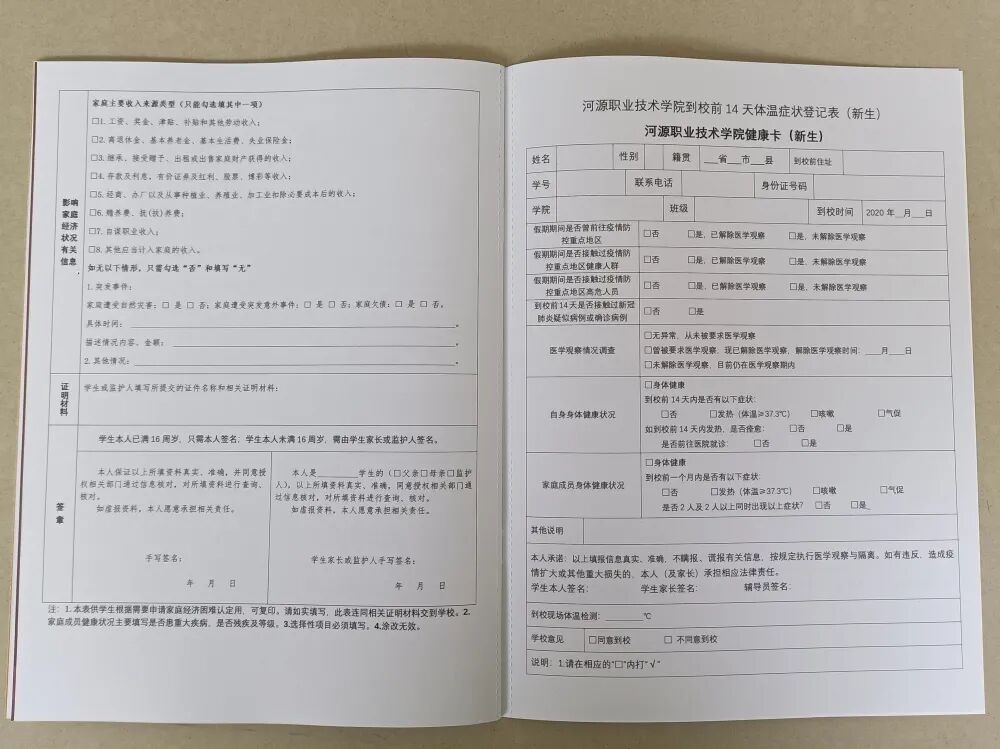 影响
家庭
经济
状况
有关
信息
家庭主要收入来源类型（只能勾选填其中一项）
□1. 工资、奖金、津贴、补贴和其他劳动收入；
□2. 离退休金、基本养老金、基本生活费、失业保险金；
□3. 继承、接受赠予、出租或出售家庭财产获得的收入；
□4. 存款及利息，有价证券及红利、股票、博彩等收入；
□5. 经商、办厂以及从事种植业、养殖业、加工业扣除必要成本后的收入；
□6. 赡养费、抚(扶)养费；
□7. 自谋职业收入；
□8. 其他应当计入家庭的收入。
如无以下情形，只需勾选“否”和填写“无”
1. 突发事件：
家庭遭受自然灾害：□ 是 □ 否；家庭遭受突发意外事件：□ 是 □ 否；家庭欠债：□ 是 □ 否。
具体时间：____。
描述情况内容、金额：____。
2. 其他情况：____。
证
明
材
料
学生或监护人填写所提交的证件名称和相关证明材料：
签
章
学生本人已满 16 周岁，只需本人签名；学生本人未满 16 周岁，需由学生家长或监护人签名。
本人保证以上所填资料真实、准确，并同意授
权相关部门通过信息核对，对所填资料进行查询、
核对。
如虚报资料，本人愿意承担相关责任。
手写签名：
年 月 日
本人是________学生的（□父亲□母亲□监护
人），以上所填资料真实、准确，同意授权相关部门通
过信息核对，对所填资料进行查询、核对。
如虚报资料，本人愿意承担相关责任。
学生家长或监护人手写签名：
年 月 日
注：1.本表供学生根据需要申请家庭经济困难认定用，可复印。请如实填写，此表连同相关证明材料交到学校。2.
家庭成员健康状况主要填写是否患重大疾病，是否残疾及等级。3.选择性项目必须填写。4.涂改无效。
河源职业技术学院到校前 14 天体温症状登记表（新生）
河源职业技术学院健康卡（新生）
姓名 性别 籍贯 ___省___市___县 到校前住址
学号 联系电话 身份证号码
学院 班级 到校时间 2020 年__月___日
假期期间是否曾前往疫情防
控重点地区
□否 □是，已解除医学观察 □是，未解除医学观察
假期期间是否接触过疫情防
控重点地区健康人群
□否 □是，已解除医学观察 □是，未解除医学观察
假期期间是否接触过疫情防
控重点地区高危人员
□否 □是，已解除医学观察 □是，未解除医学观察
到校前14天是否接触过新冠
肺炎疑似病例或确诊病例
□否 □是
医学观察情况调查
□无异常，从未被要求医学观察
□曾被要求医学观察，现已解除医学观察，解除医学观察时间：____月____日
□未解除医学观察，目前仍在医学观察期内
自身身体健康状况
□身体健康
到校前 14 天内是否有以下症状：
□否 □发热（体温≥37.3℃） □咳嗽 □气促
如到校前 14 天内发热，是否痊愈： □否 □是
是否前往医院就诊： □否 □是
家庭成员身体健康状况
□身体健康
到校前一个月内是否有以下症状：
□否 □发热（体温≥37.3℃） □咳嗽 □气促
是否 2 人及 2 人以上同时出现以上症状？ □否 □是_
其他说明
本人承诺：以上填报信息真实、准确，不瞒报、谎报有关信息，按规定执行医学观察与隔离。如有违反，造成疫
情扩大或其他重大损失的，本人（及家长）承担相应法律责任。
学生本人签名： 学生家长签名： 辅导员签名：
到校现场体温检测：________℃
学校意见 □同意到校 □ 不同意到校
说明： 1.请在相应的“□”内打“√ ”